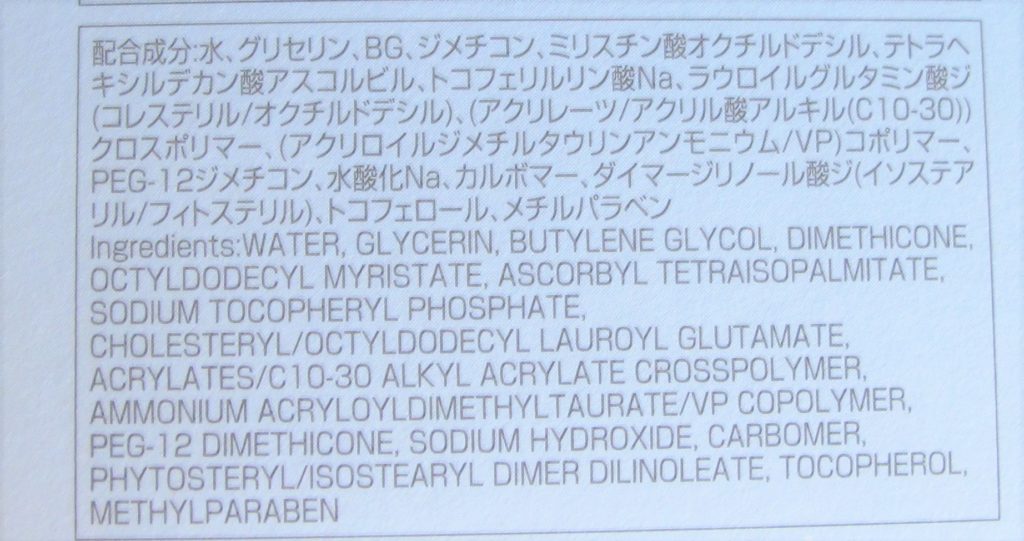 配合成分:水、グリセリン、BG、ジメチコン、ミリスチン酸オクチルドデシル、テトラヘ
キシルデカン酸アスコルビル、トコフェリルリン酸Na、ラウロイルグルタミン酸ジ
(コレステリル/オクチルドデシル)、(アクリレーツ/アクリル酸アルキル(C10-30))
クロスポリマー、(アクリロイルジメチルタウリンアンモニウム/VP)コポリマー、
PEG-12ジメチコン、水酸化Na、カルボマー、ダイマージリノール酸ジ(イソステア
リル/フィトステリル)、トコフェロール、メチルパラベン
Ingredients:WATER, GLYCERIN, BUTYLENE GLYCOL, DIMETHICONE,
OCTYLDODECYL MYRISTATE, ASCORBYL TETRAISOPALMITATE,
SODIUM TOCOPHERYL PHOSPHATE,
CHOLESTERYL/OCTYLDODECYL LAUROYL GLUTAMATE,
ACRYLATES/C10-30 ALKYL ACRYLATE CROSSPOLYMER,
AMMONIUM ACRYLOYLDIMETHYLTAURATE/VP COPOLYMER,
PEG-12 DIMETHICONE, SODIUM HYDROXIDE, CARBOMER,
PHYTOSTERYL/ISOSTEARYL DIMER DILINOLEATE, TOCOPHEROL,
METHYLPARABEN